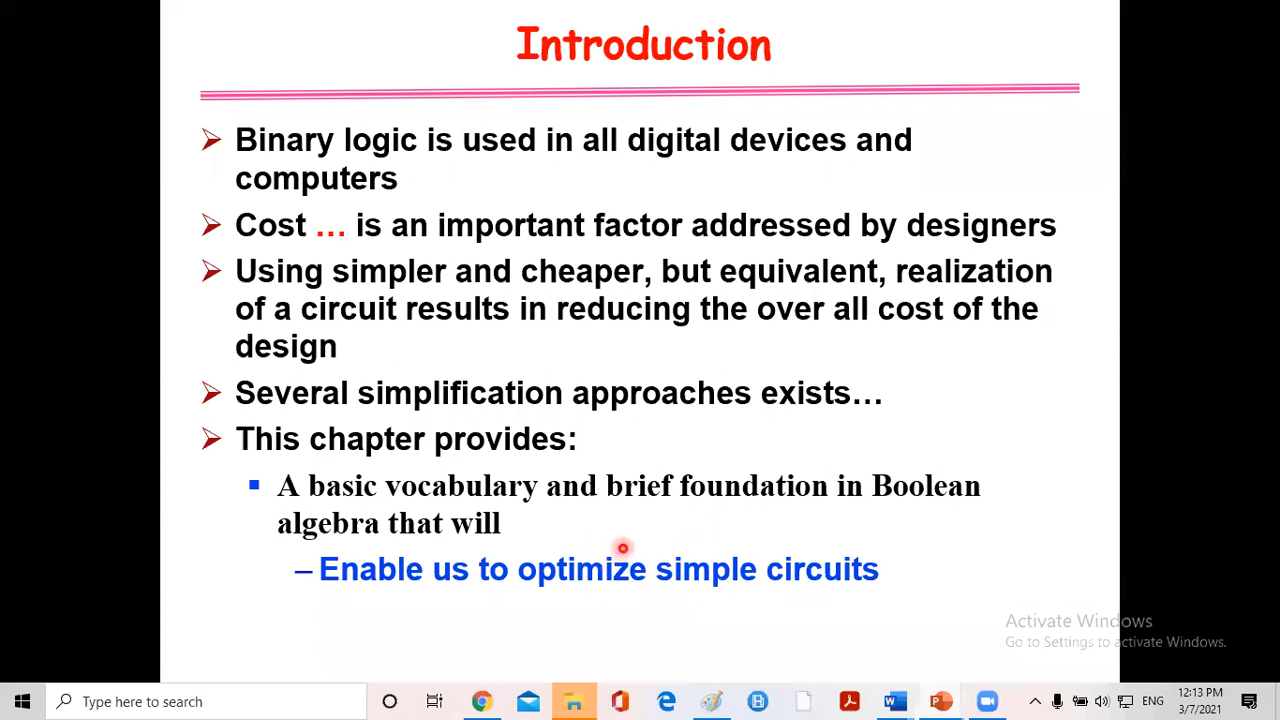 Introduction
Binary logic is used in all digital devices and
computers
Cost … is an important factor addressed by designers
Using simpler and cheaper, but equivalent, realization
of a circuit results in reducing the over all cost of the
design
Several simplification approaches exists…
This chapter provides:
A basic vocabulary and brief foundation in Boolean
algebra that will
– Enable us to optimize simple circuits
Activate Windows
Go to Settings to activate Windows.
Type here to search
ENG
12:13 PM
3/7/2021